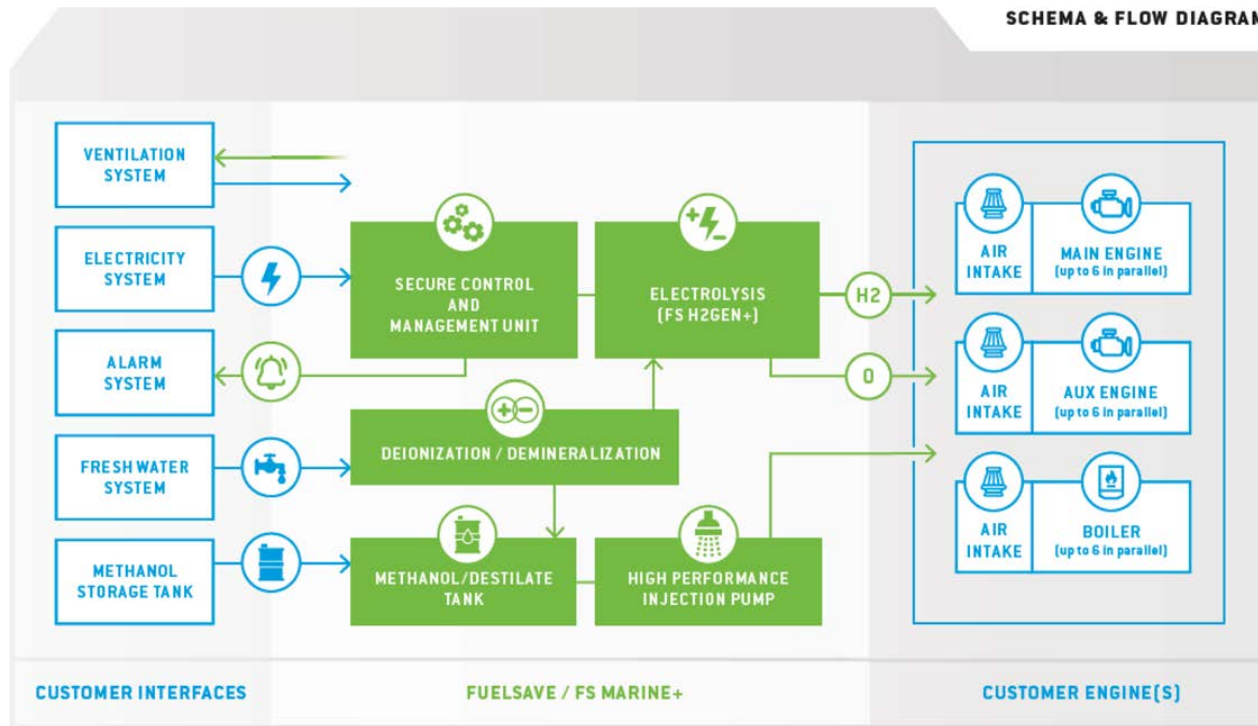 SCHEMA & FLOW DIAGRAM
VENTILATION
SYSTEM
ELECTRICITY
SYSTEM
ALARM
SYSTEM
FRESH WATER
SYSTEM
METHANOL
STORAGE TANK
SECURE CONTROL
AND
MANAGEMENT UNIT
ELECTROLYSIS
(FS H2GEN+)
DEIONIZATION / DEMINERALIZATION
METHANOL/DESTILATE
TANK
HIGH PERFORMANCE
INJECTION PUMP
H2
O
AIR
INTAKE
MAIN ENGINE
(up to 6 in parallel)
AIR
INTAKE
AUX ENGINE
(up to 6 in parallel)
AIR
INTAKE
BOILER
(up to 6 in parallel)
CUSTOMER INTERFACES
FUELSAVE / FS MARINE+
CUSTOMER ENGINE(S)